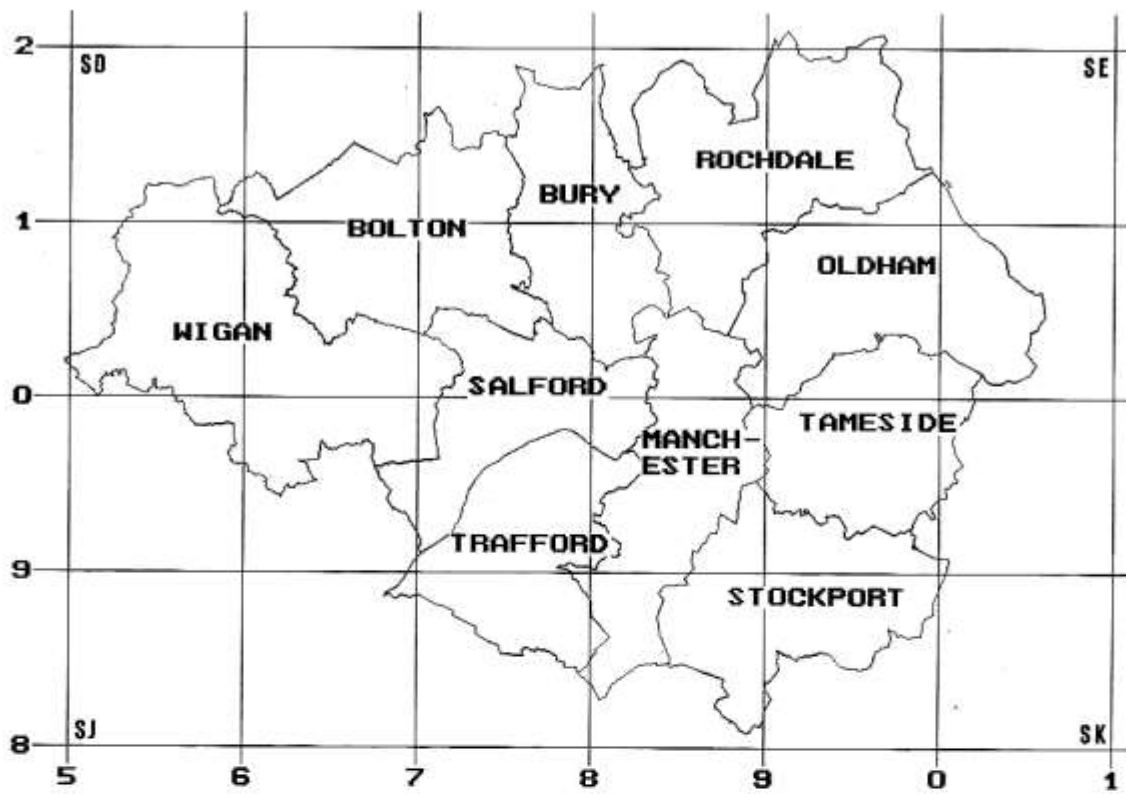 2
SD
SE
ROCHDALE
BURY
1
BOLTON
OLDHAM
WIGAN
SALFORD
0
TAMESIDE
MANCH-
ESTER
TRAFFORD
9
STOCKPORT
SJ
SK
8
5 6 7 8 9 0 1